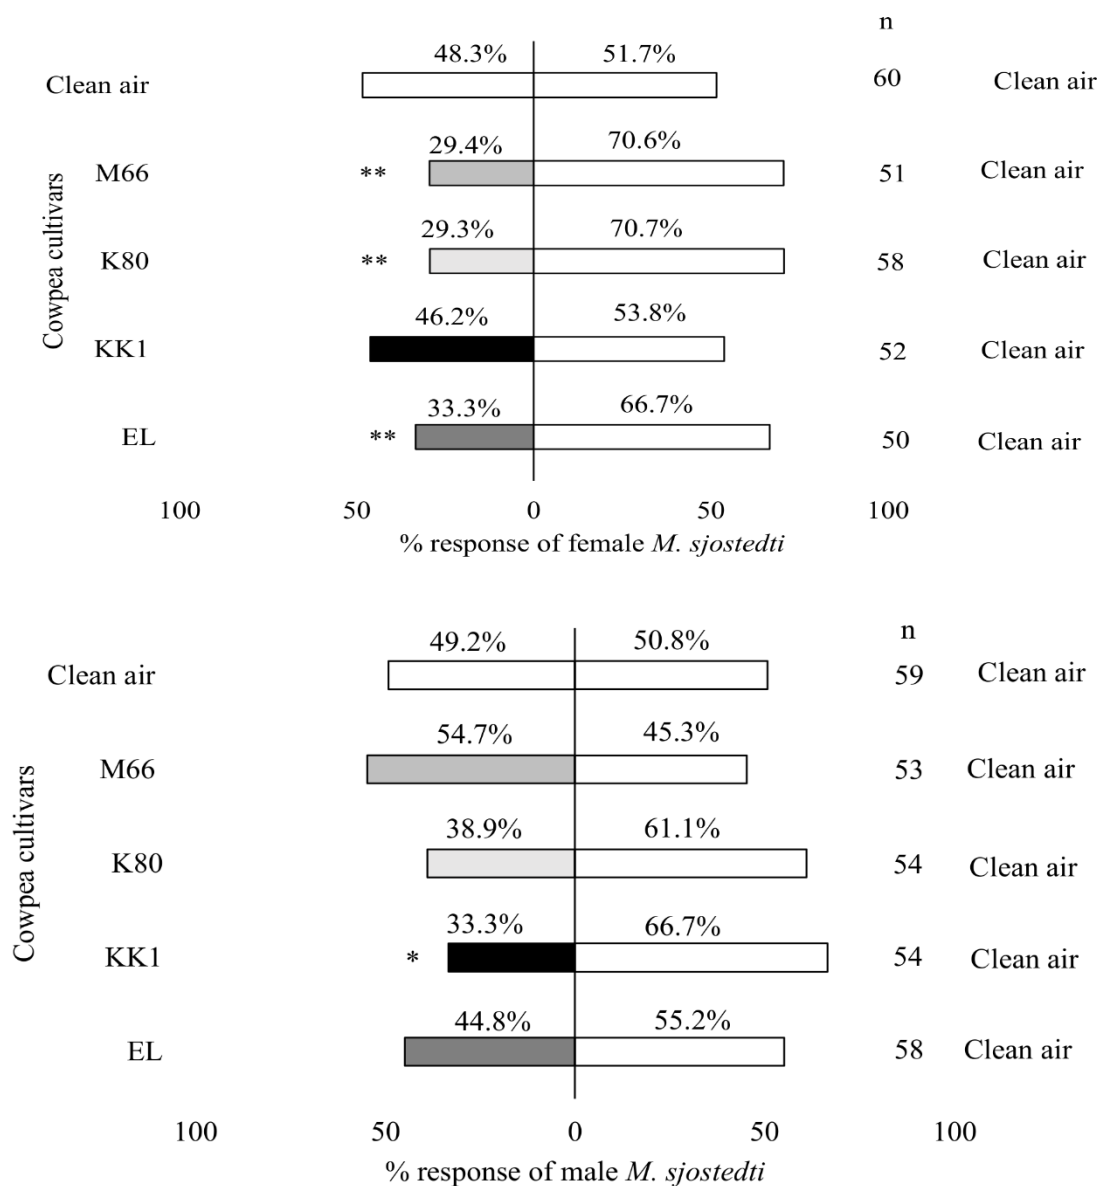 n
48.3% 51.7%
Clean air 60 Clean air
29.4% 70.6%
M66 ** 51 Clean air
29.3% 70.7%
K80 ** 58 Clean air
46.2% 53.8%
KK1 52 Clean air
33.3% 66.7%
EL ** 50 Clean air
Cowpea cultivars
100 50 0 50 100
% response of female M. sjostedti
n
49.2% 50.8%
Clean air 59 Clean air
54.7% 45.3%
M66 53 Clean air
38.9% 61.1%
K80 54 Clean air
33.3% 66.7%
KK1 * 54 Clean air
44.8% 55.2%
EL 58 Clean air
Cowpea cultivars
100 50 0 50 100
% response of male M. sjostedti